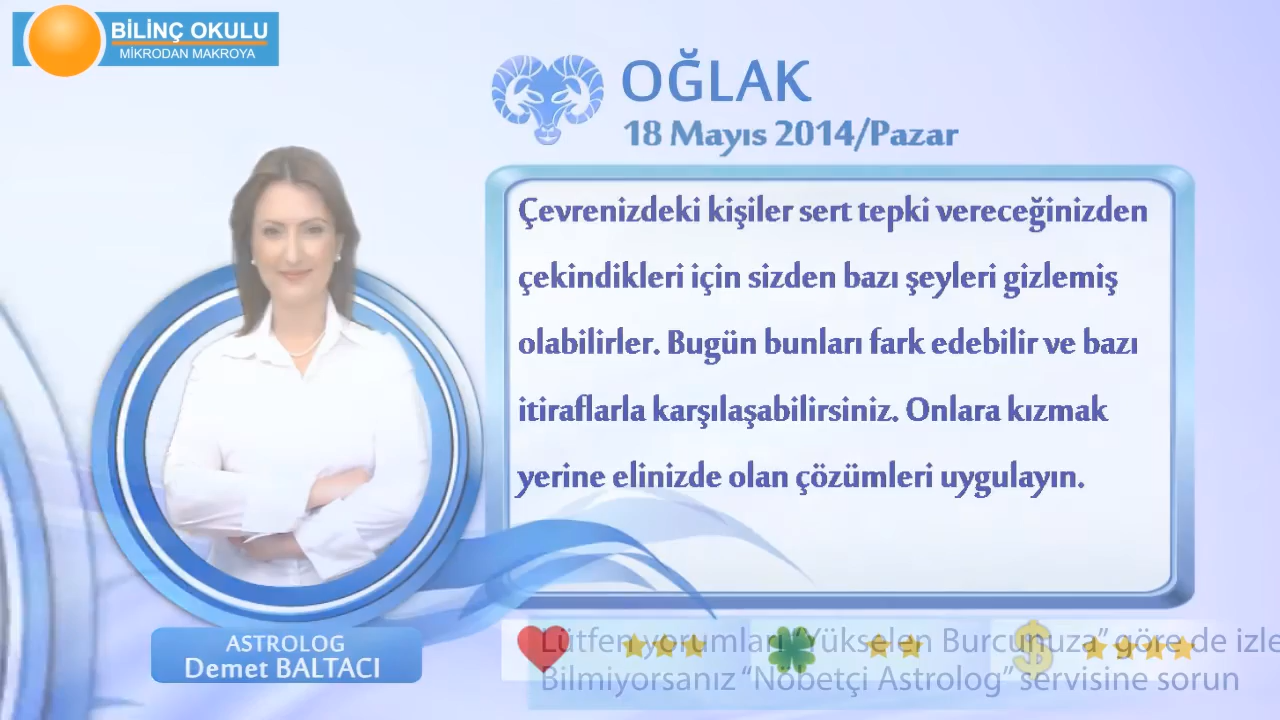 BİLİNÇ OKULU
MİKRODAN MAKROYA
OĞLAK
18 Mayıs 2014/Pazar
Çevrenizdeki kişiler sert tepki vereceğinizden
çekindikleri için sizden bazı şeyleri gizlemiş
olabilirler. Bugün bunları fark edebilir ve bazı
itiraflarla karşılaşabilirsiniz. Onlara kızmak
yerine elinizde olan çözümleri uygulayın.
ASTROLOG
Demet BALTACI
Lütfen yorumları "Yükselen Burcunuza" göre de izle
Bilmiyorsanız "Nöbetçi Astrolog" servisine sorun